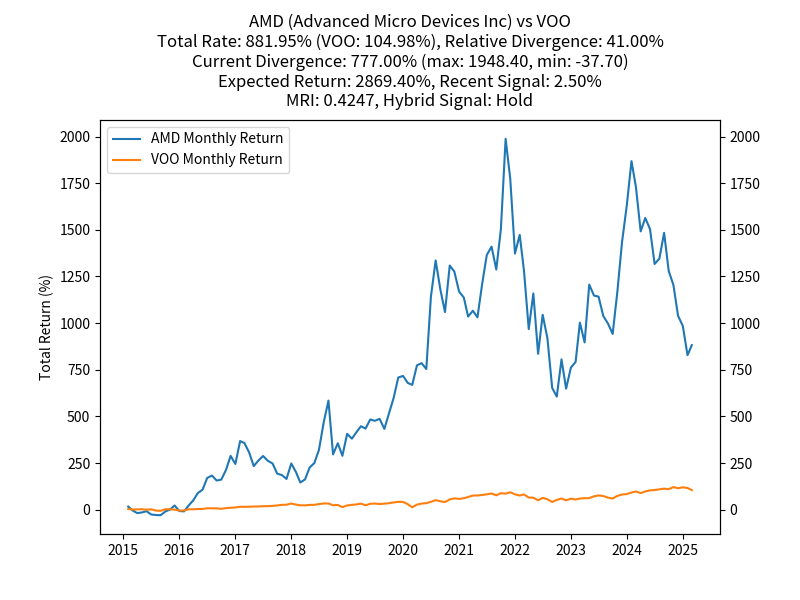 AMD (Advanced Micro Devices Inc) vs VOO
Total Rate: 881.95% (VOO: 104.98%), Relative Divergence: 41.00%
Current Divergence: 777.00% (max: 1948.40, min: -37.70)
Expected Return: 2869.40%, Recent Signal: 2.50%
MRI: 0.4247, Hybrid Signal: Hold
AMD Monthly Return
VOO Monthly Return
Total Return (%)
2000
1750
1500
1250
1000
750
500
250
0
2000
1750
1500
1250
1000
750
500
250
0
2015 2016 2017 2018 2019 2020 2021 2022 2023 2024 2025